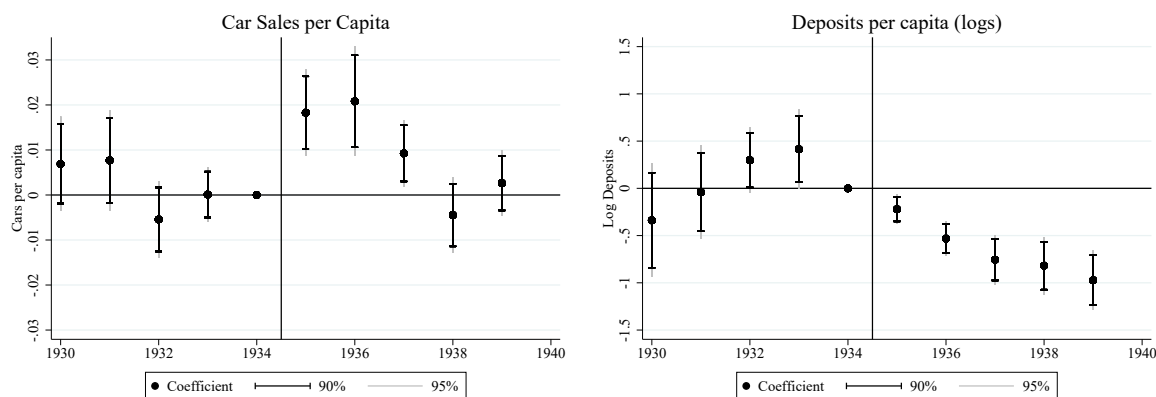 Car Sales per Capita
Cars per capita
.03
.02
.01
0
-.01
-.02
-.03
1930 1932 1934 1936 1938 1940
Coefficient 90% 95%
Deposits per capita (logs)
Log Deposits
1.5
1
.5
0
-.5
-1
-1.5
1930 1932 1934 1936 1938 1940
Coefficient 90% 95%